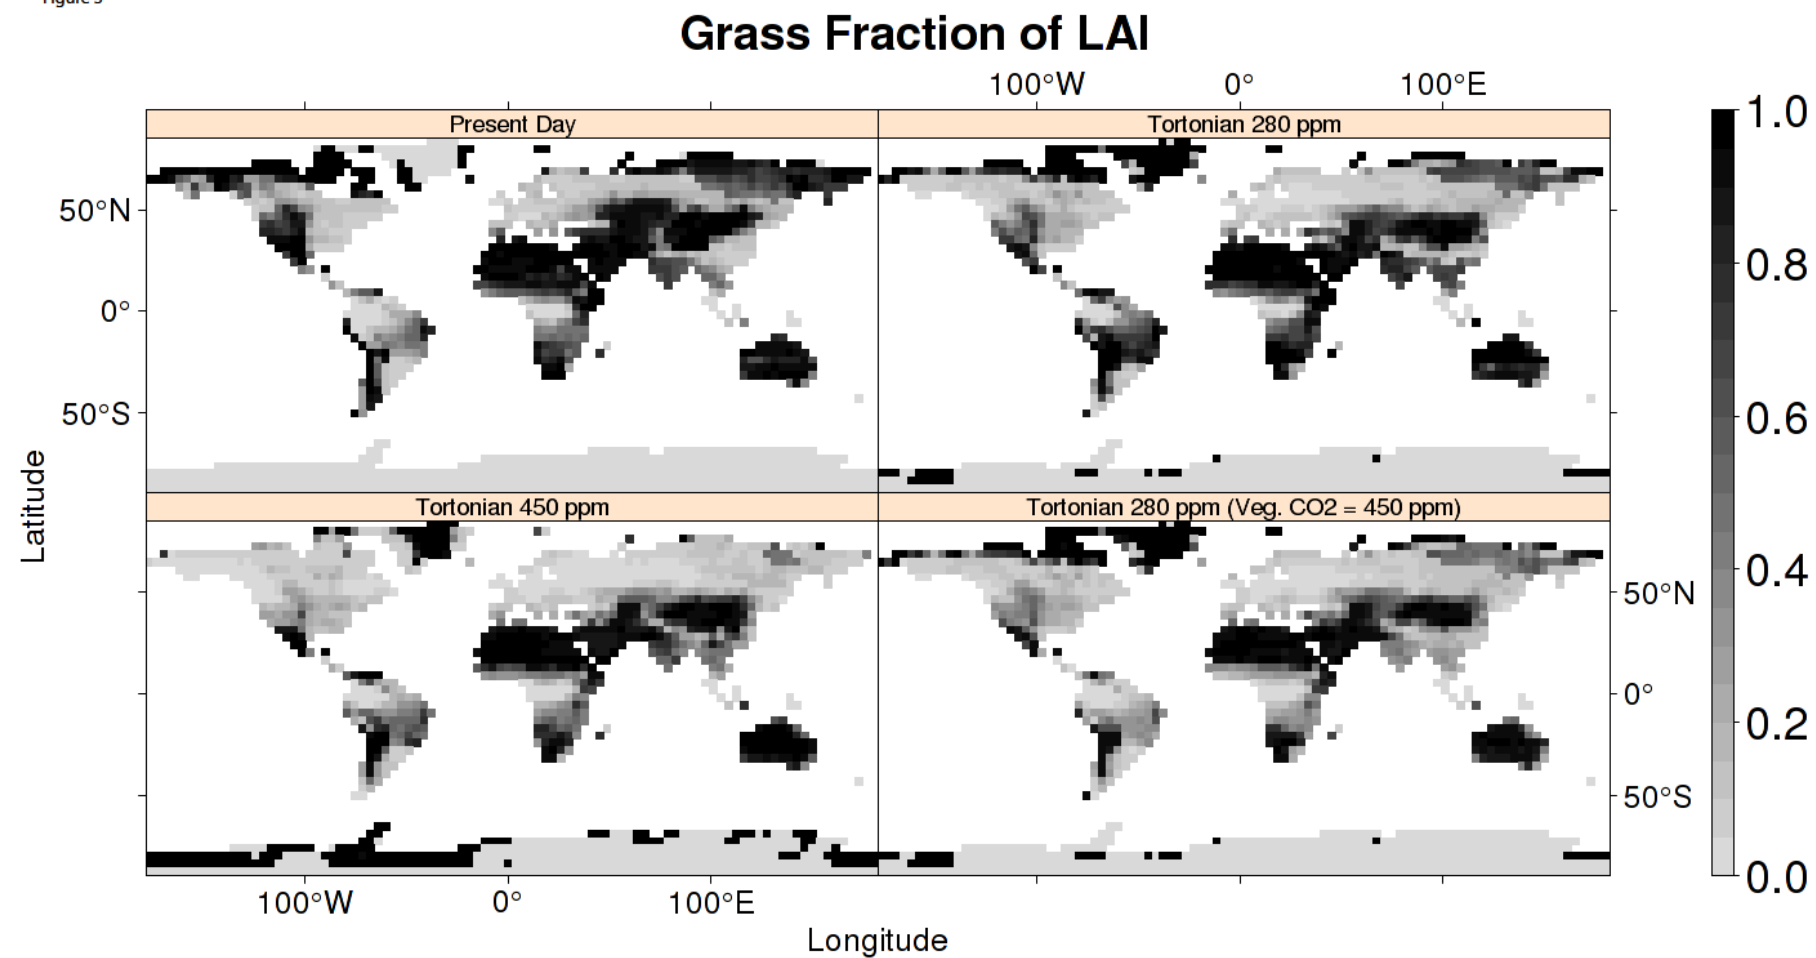 Grass Fraction of LAI
100°W 0° 100°E
Present Day
Tortonian 280 ppm
1.0
0.8
0.6
0.4
0.2
0.0
50°N
0°
50°S
Latitude
Tortonian 450 ppm
Tortonian 280 ppm (Veg. CO2 = 450 ppm)
50°N
0°
50°S
100°W 0° 100°E
Longitude